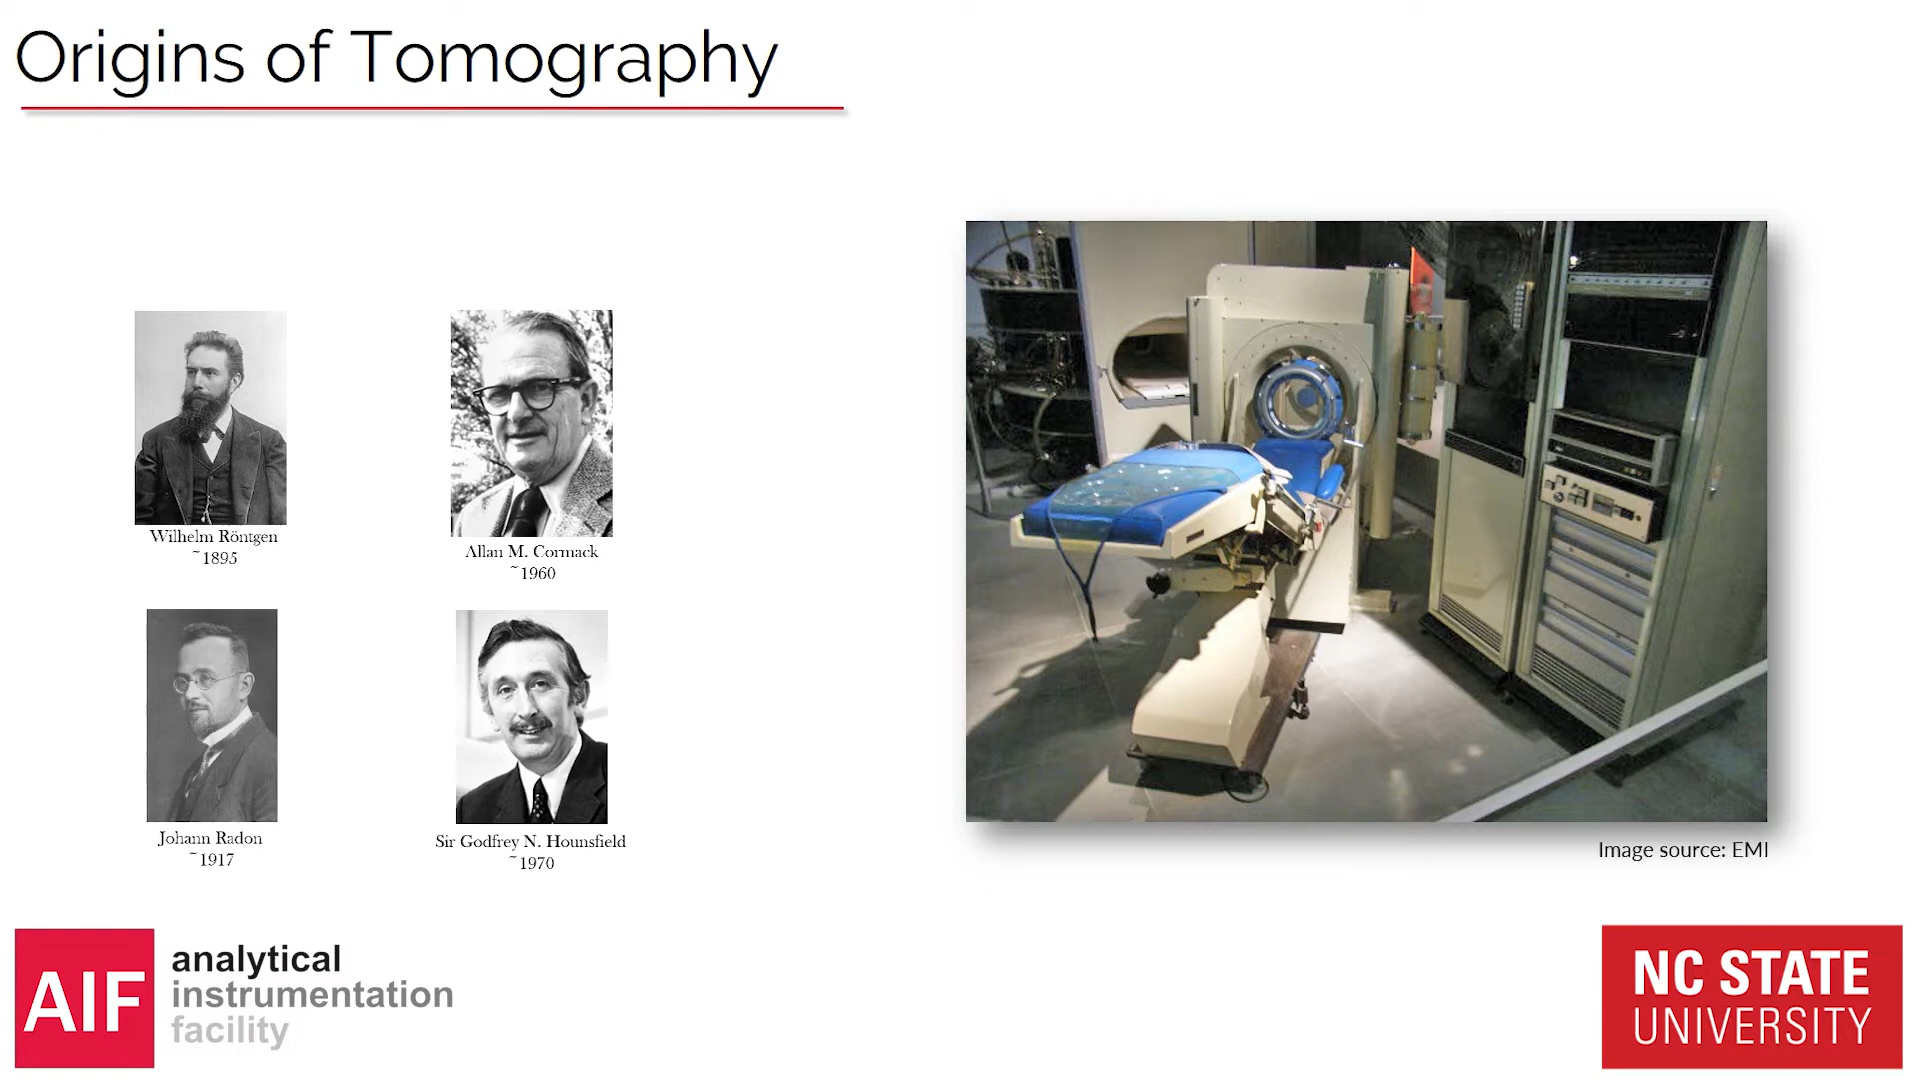 Origins of Tomography
Wilhelm Röntgen
~1895
Allan M. Cormack
~1960
Johann Radon
~1917
Sir Godfrey N. Hounsfield
~1970
Image source: EMI
AIF
analytical
instrumentation
facility
NC STATE
UNIVERSITY